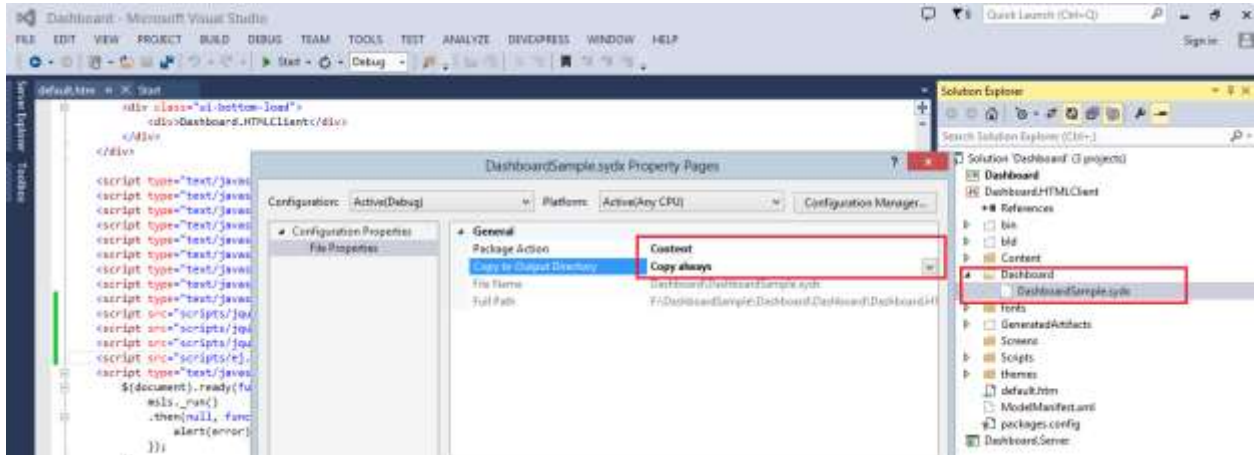 Dashboard - Microsoft Visual Studio
Quick Launch (Ctrl+Q)
FILE EDIT VIEW PROJECT BUILD DEBUG TEAM TOOLS TEST ANALYZE DEVEXPRESS WINDOW HELP
Sign in
Start Debug
Server Explorer
Toolbox
default.htm Start
<div class="ui-bottom-load">
<div>Dashboard.HTMLClient</div>
</div>
</div>
<script type="text/javas
<script type="text/javas
<script type="text/javas
<script type="text/javas
<script type="text/javas
<script type="text/javas
<script type="text/javas
<script type="text/javas
<script type="text/javas
<script src="scripts/jqu
<script src="scripts/jqu
<script src="scripts/jqu
<script src="scripts/ej.
<script type="text/javas
$(document).ready(fu
msls._run()
.then(null, func
alert(error)
});
DashboardSample.sydx Property Pages
?
Configuration: Active(Debug) Platform: Active(Any CPU) Configuration Manager...
Configuration Properties
File Properties
General
Package Action Content
Copy to Output Directory Copy always
File Name Dashboard\DashboardSample.sydx
Full Path F:\DashboardSample\Dashboard\Dashboard\Dashboard.HT
Solution Explorer
Search Solution Explorer (Ctrl+;)
Solution 'Dashboard' (3 projects)
Dashboard
Dashboard.HTMLClient
References
bin
bld
Content
Dashboard
DashboardSample.sydx
fonts
GeneratedArtifacts
Screens
Scripts
themes
default.htm
ModelManifest.xml
packages.config
Dashboard.Server